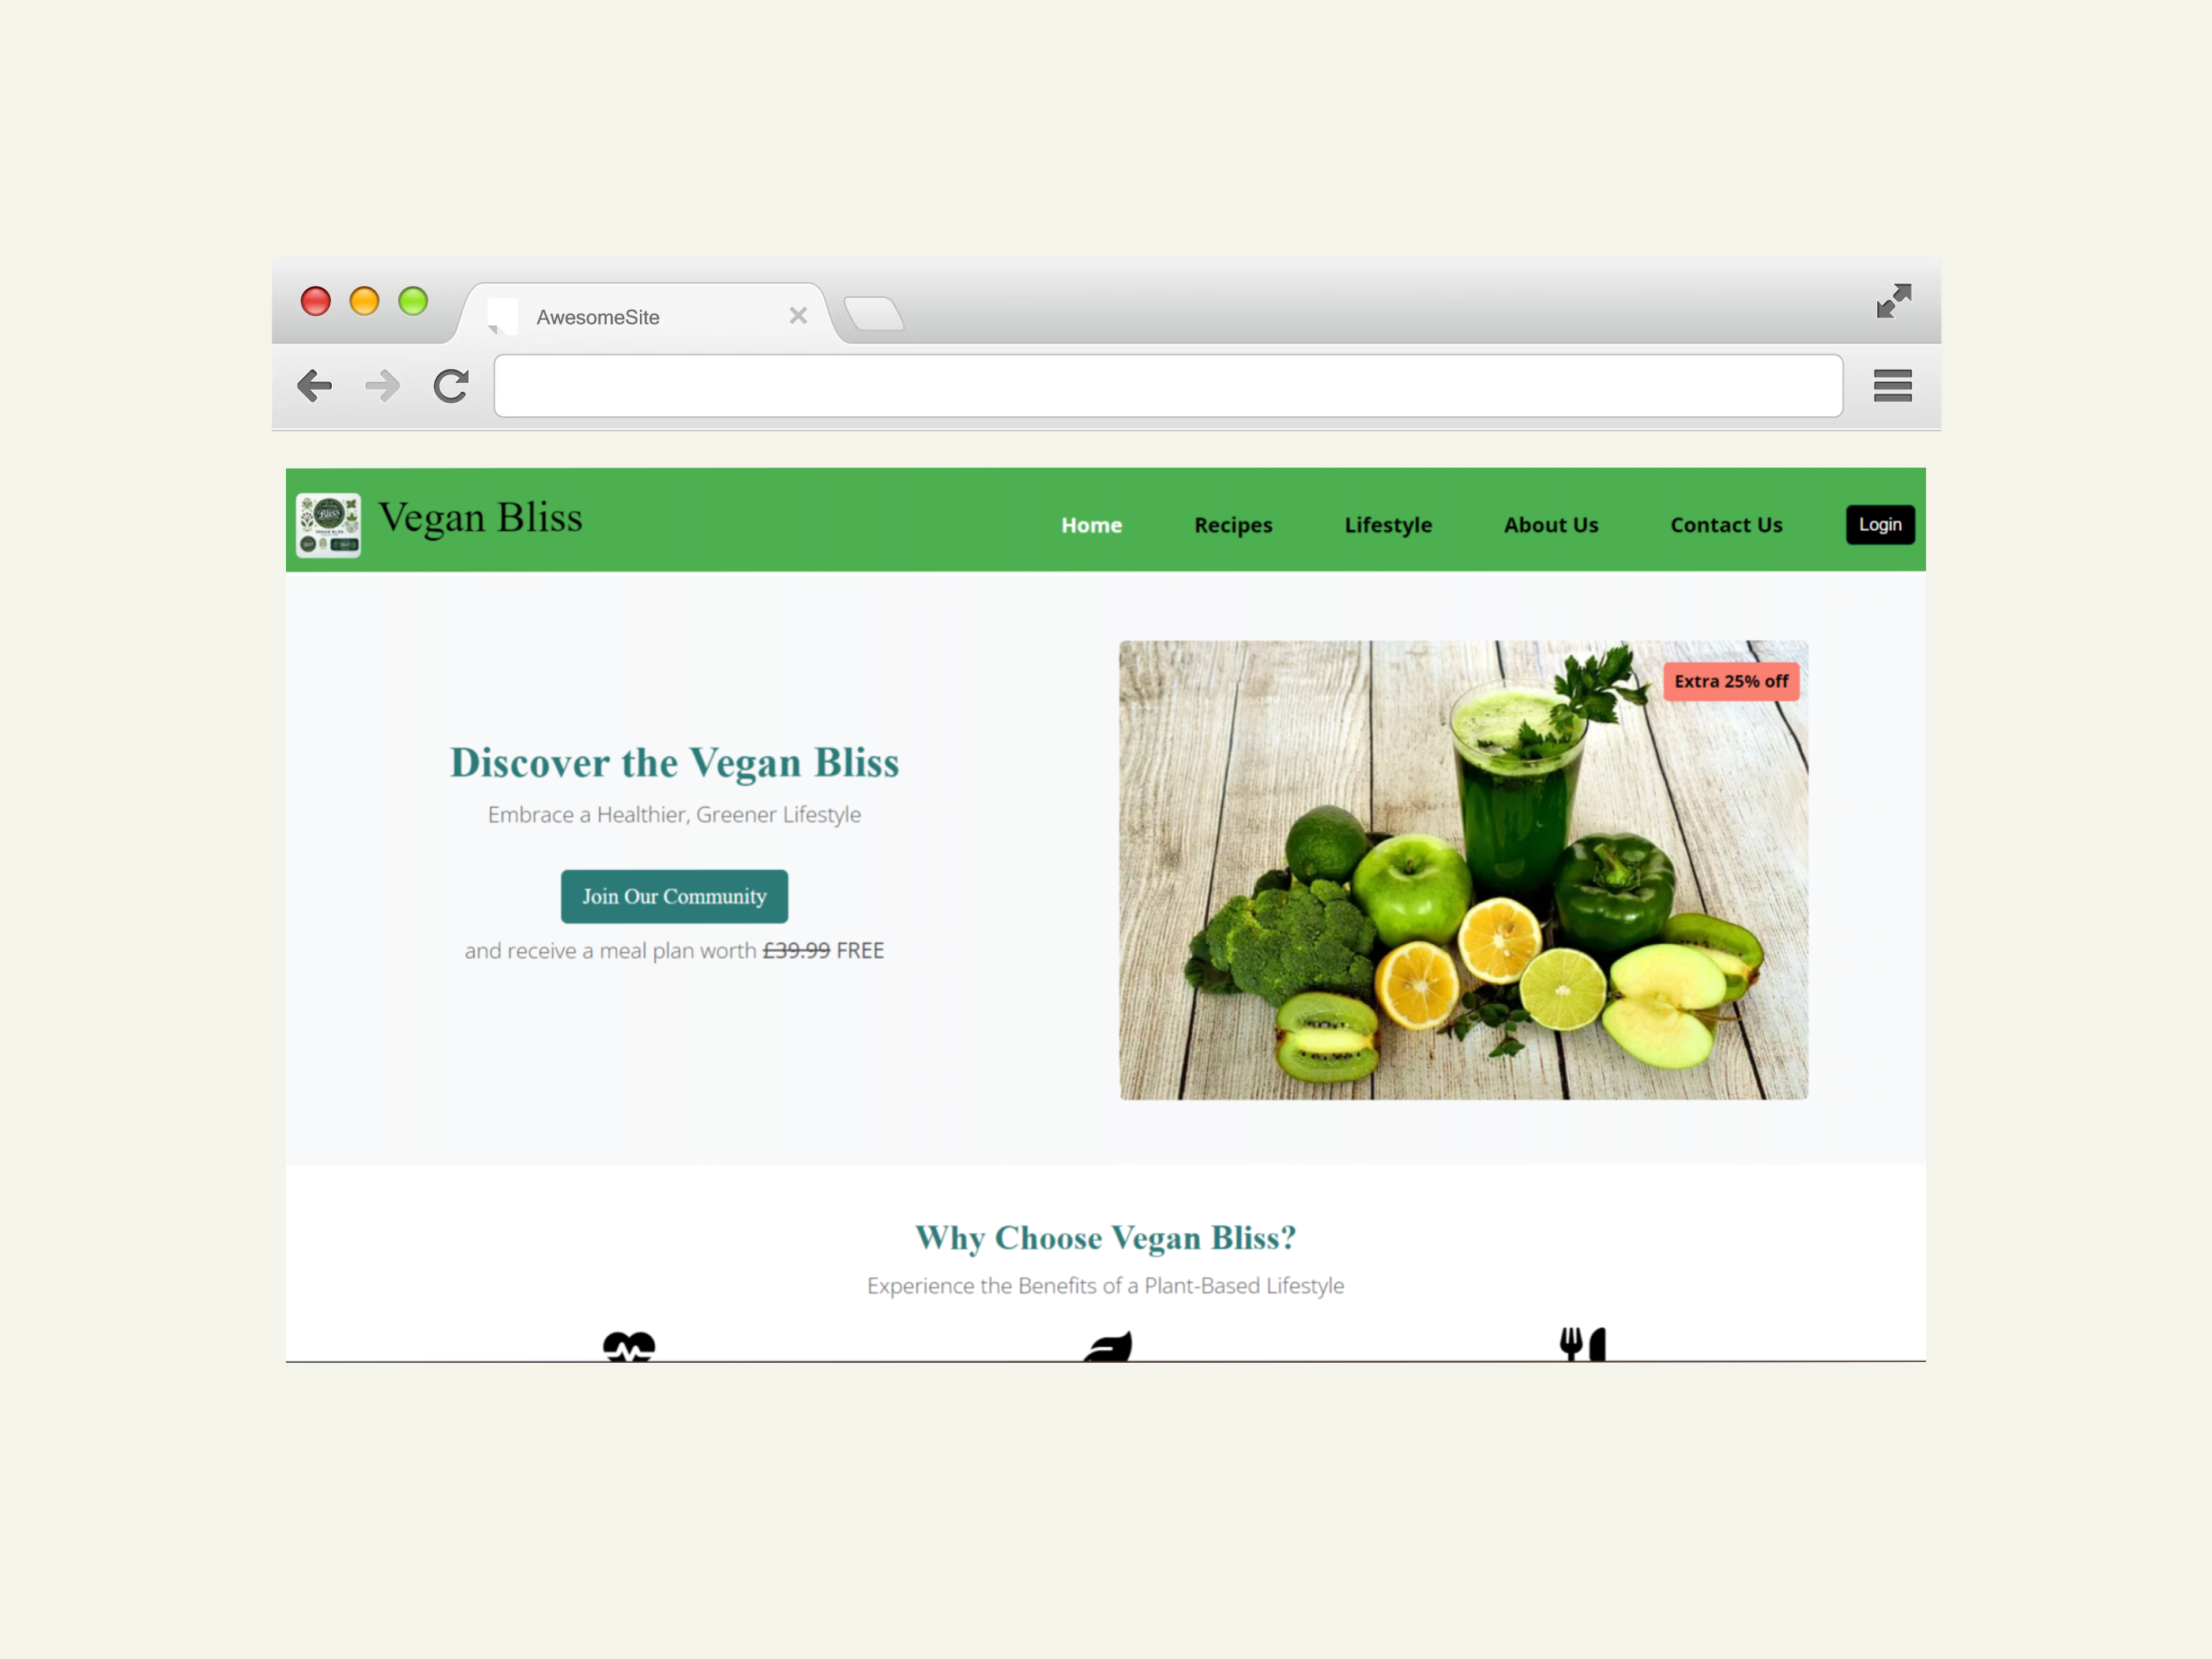 AwesomeSite
Vegan Bliss
Home Recipes Lifestyle About Us Contact Us Login
Extra 25% off
Discover the Vegan Bliss
Embrace a Healthier, Greener Lifestyle
Join Our Community
and receive a meal plan worth £39.99 FREE
Why Choose Vegan Bliss?
Experience the Benefits of a Plant-Based Lifestyle